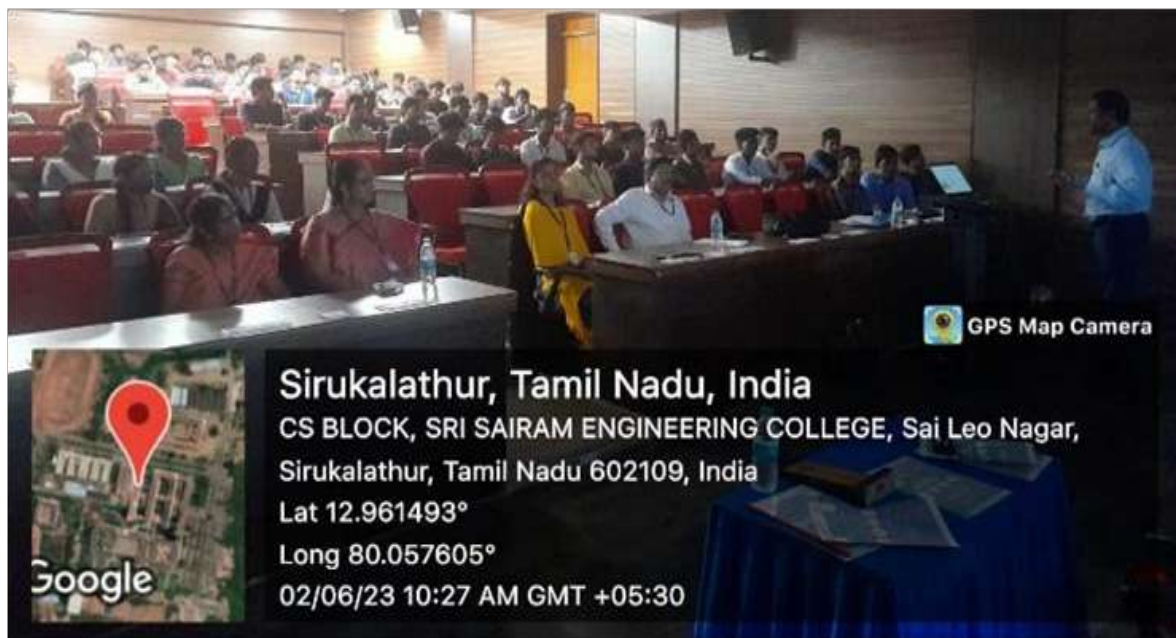 GPS Map Camera
Sirukalathur, Tamil Nadu, India
CS BLOCK, SRI SAIRAM ENGINEERING COLLEGE, Sai Leo Nagar,
Sirukalathur, Tamil Nadu 602109, India
Lat 12.961493°
Long 80.057605°
02/06/23 10:27 AM GMT +05:30
Google